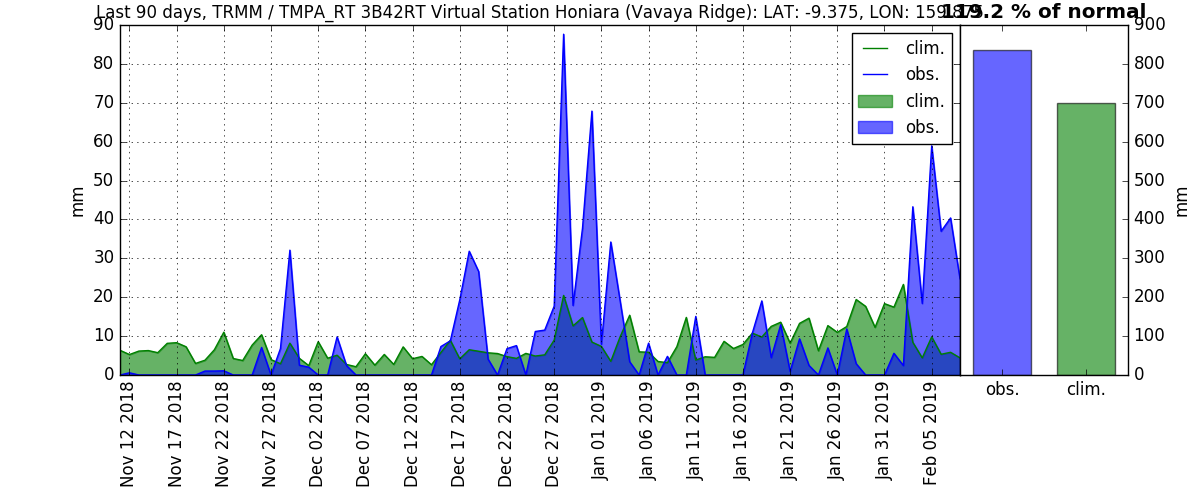 Last 90 days, TRMM / TMPA_RT 3B42RT Virtual Station Honiara (Vavaya Ridge): LAT: -9.375, LON: 159.875
119.2 % of normal
90
80
70
60
50
40
30
20
10
0
mm
clim.
obs.
clim.
obs.
900
800
700
600
500
400
300
200
100
0
mm
Nov 12 2018
Nov 17 2018
Nov 22 2018
Nov 27 2018
Dec 02 2018
Dec 07 2018
Dec 12 2018
Dec 17 2018
Dec 22 2018
Dec 27 2018
Jan 01 2019
Jan 06 2019
Jan 11 2019
Jan 16 2019
Jan 21 2019
Jan 26 2019
Jan 31 2019
Feb 05 2019
obs.
clim.